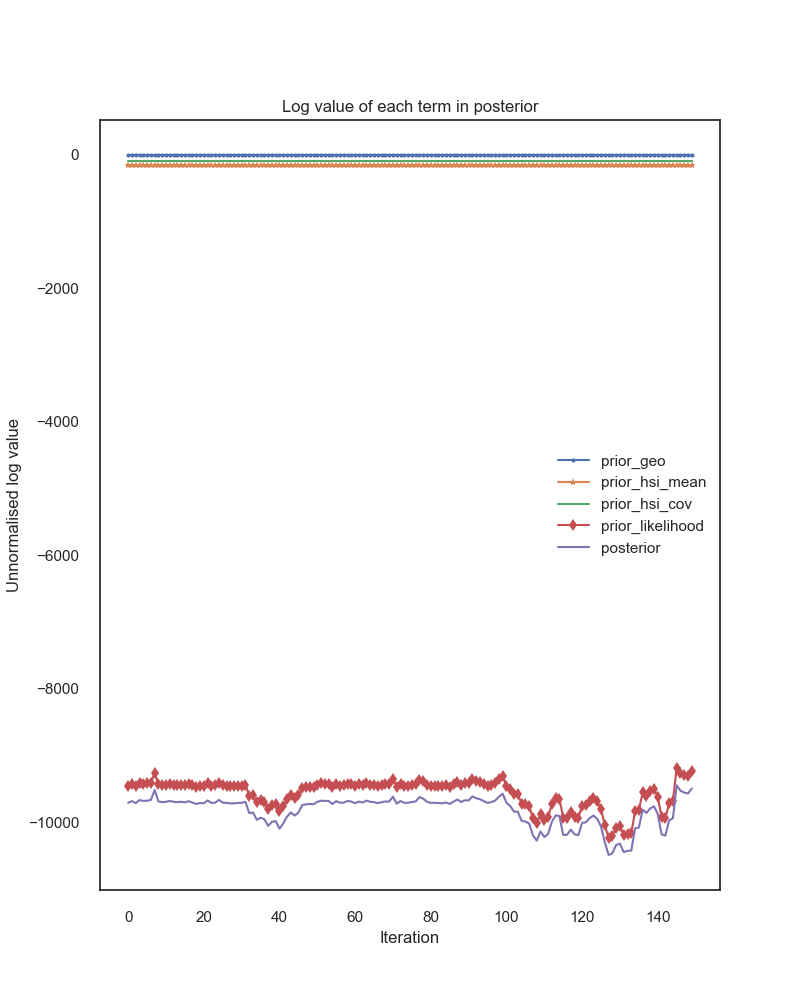 Log value of each term in posterior
0
−2000
−4000
−6000
−8000
−10000
Unnormalised log value
prior_geo
prior_hsi_mean
prior_hsi_cov
prior_likelihood
posterior
0 20 40 60 80 100 120 140
Iteration